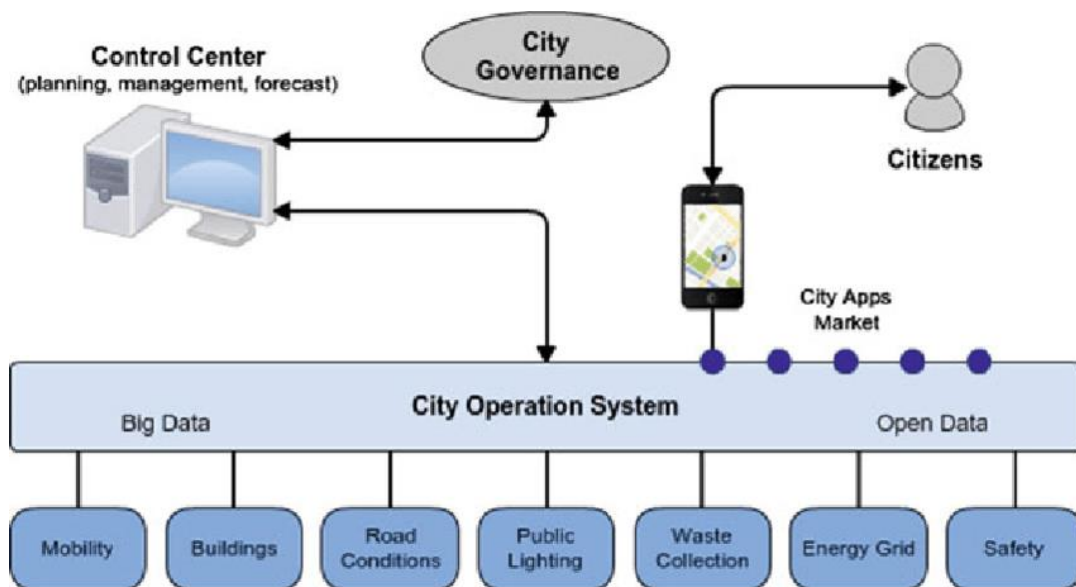 Control Center
(planning, management, forecast)
City
Governance
Citizens
City Apps
Market
City Operation System
Big Data
Open Data
Mobility
Buildings
Road
Conditions
Public
Lighting
Waste
Collection
Energy Grid
Safety